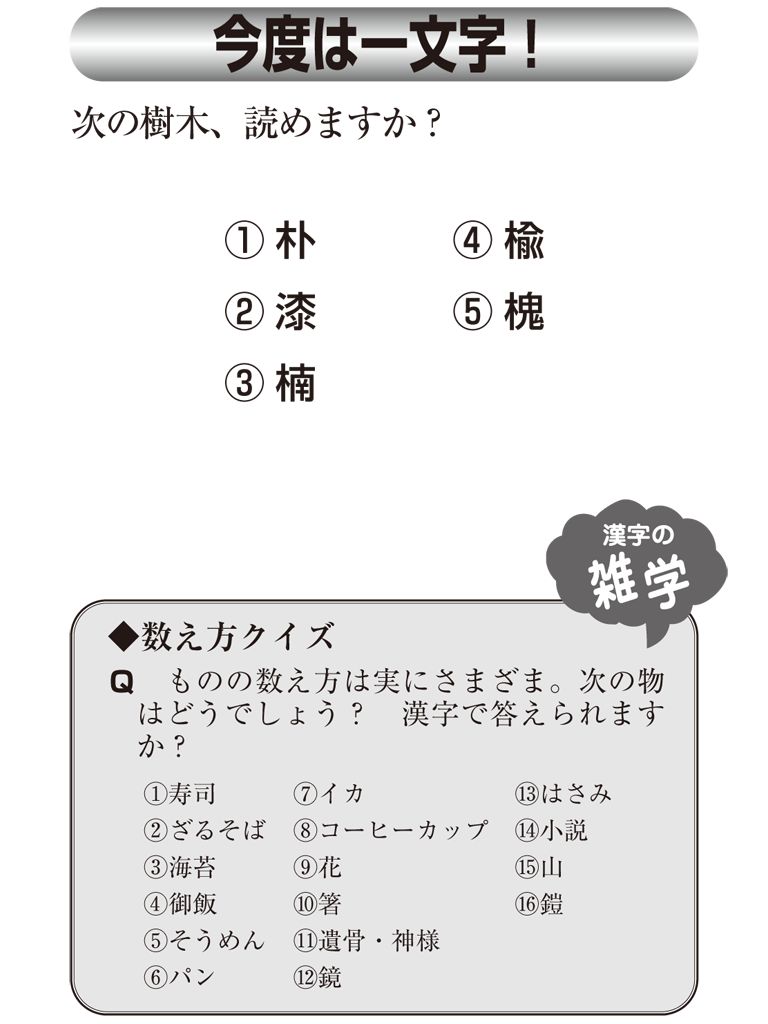 今度は一文字！
次の樹木、読めますか？
①朴
②漆
③楠
④楡
⑤槐
漢字の
雑学
◆数え方クイズ
Q　ものの数え方は実にさまざま。次の物
はどうでしょう？　漢字で答えられます
か？
①寿司
②ざるそば
③海苔
④御飯
⑤そうめん
⑥パン
⑦イカ
⑧コーヒーカップ
⑨花
⑩箸
⑪遺骨・神様
⑫鏡
⑬はさみ
⑭小説
⑮山
⑯鎧